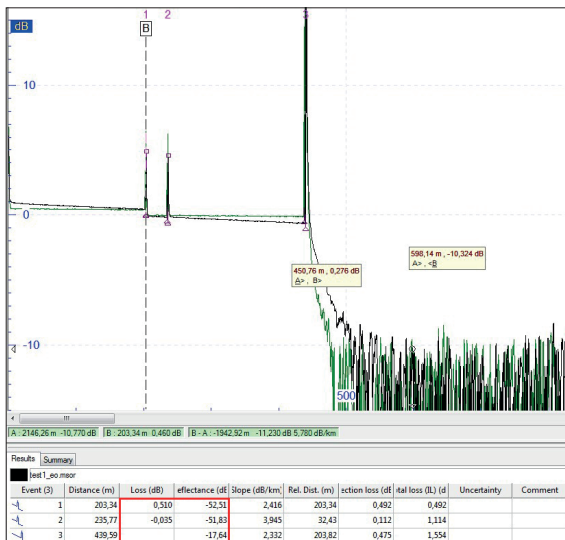 1 2 3
dB B
10
0
598,14 m , -10,324 dB
A> , <B
450,76 m , 0,276 dB
A> , B>
-10
500
A : 2146,26 m -10,770 dB B : 203,34 m 0,460 dB B - A : -1942,92 m -11,230 dB 5,780 dB/km
Results Summary
test1_eo.msor
Event (3) Distance (m) Loss (dB) eflectance (dE Slope (dB/km) Rel. Dist. (m) ection loss (dE otal loss (IL) (d Uncertainty Comment
1 203,34 0,510 -52,51 2,416 203,34 0,492 0,492
2 235,77 -0,035 -51,83 3,945 32,43 0,112 1,114
3 439,59 -17,64 2,332 203,82 0,475 1,554